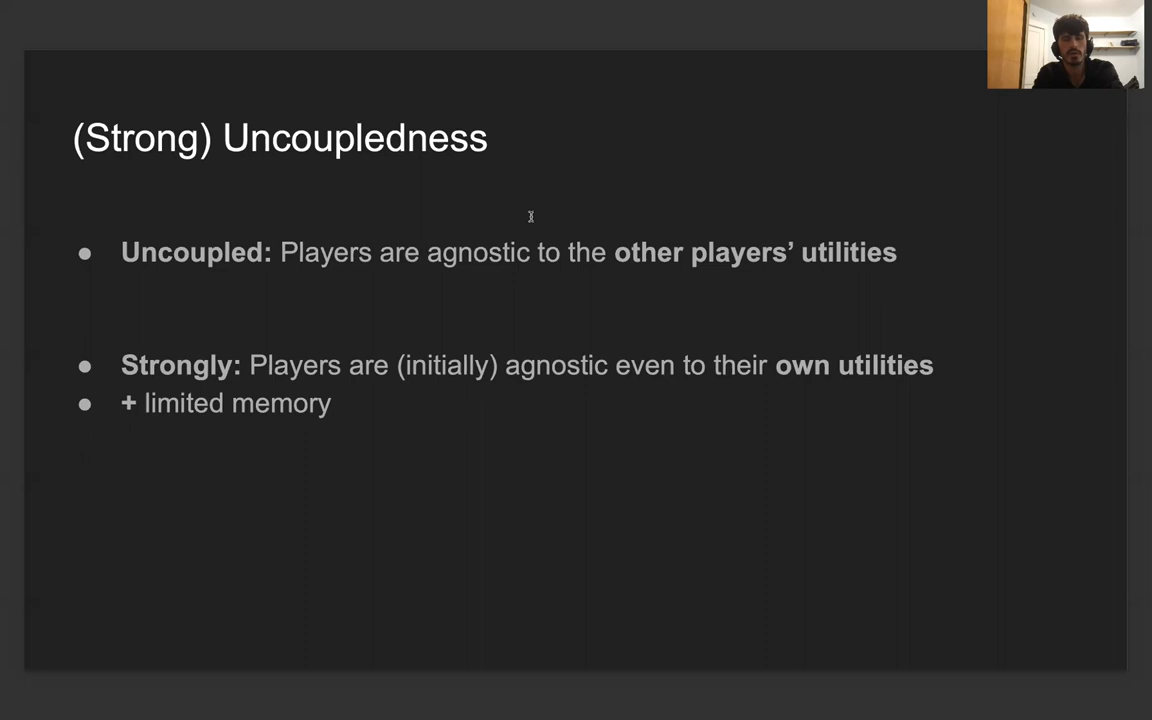 (Strong) Uncoupledness
● Uncoupled: Players are agnostic to the other players’ utilities
● Strongly: Players are (initially) agnostic even to their own utilities
● + limited memory